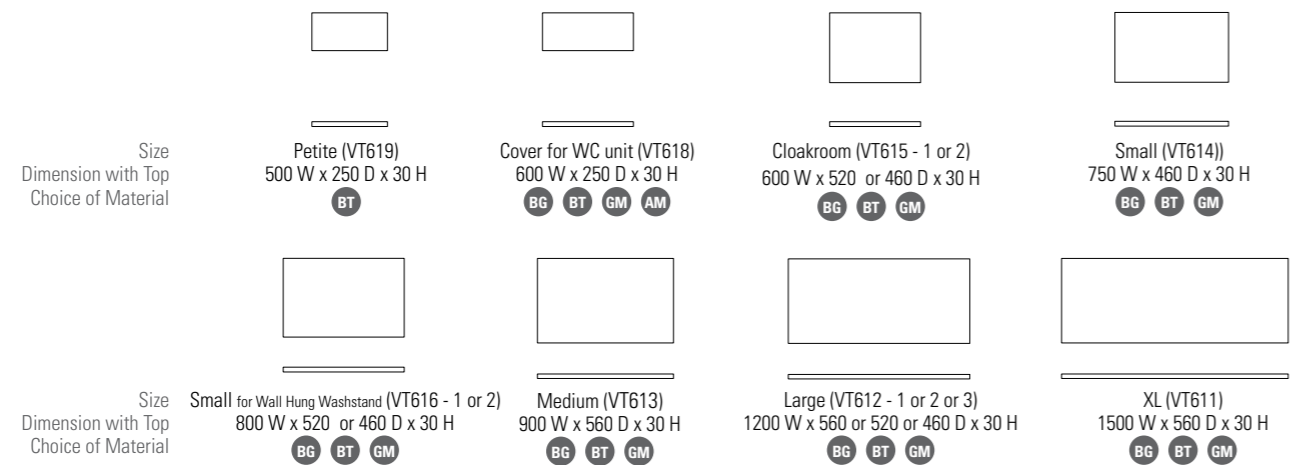 Size
Dimension with Top
Choice of Material
Petite (VT619)
500 W x 250 D x 30 H
BT
Cover for WC unit (VT618)
600 W x 250 D x 30 H
BG BT GM AM
Cloakroom (VT615 - 1 or 2)
600 W x 520 or 460 D x 30 H
BG BT GM
Small (VT614))
750 W x 460 D x 30 H
BG BT GM
Size
Dimension with Top
Choice of Material
Small for Wall Hung Washstand (VT616 - 1 or 2)
800 W x 520 or 460 D x 30 H
BG BT GM
Medium (VT613)
900 W x 560 D x 30 H
BG BT GM
Large (VT612 - 1 or 2 or 3)
1200 W x 560 or 520 or 460 D x 30 H
BG BT GM
XL (VT611)
1500 W x 560 D x 30 H
BG BT GM